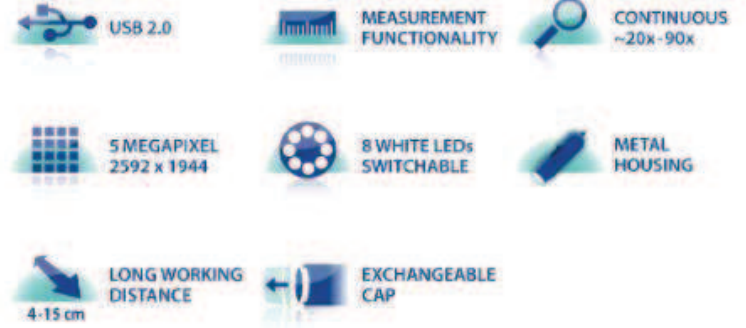 USB 2.0
MEASUREMENT
FUNCTIONALITY
CONTINUOUS
~20x-90x
5 MEGAPIXEL
2592 x 1944
8 WHITE LEDs
SWITCHABLE
METAL
HOUSING
4-15 cm
LONG WORKING
DISTANCE
EXCHANGEABLE
CAP